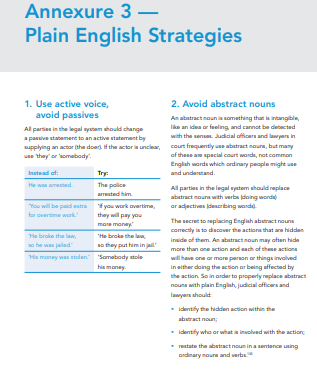 Annexure 3 —
Plain English Strategies
1. Use active voice,
avoid passives
All parties in the legal system should change
a passive statement to an active statement by
supplying an actor (the doer). If the actor is unclear,
use 'they' or 'somebody'.
Instead of: Try:
He was arrested. The police
arrested him.
'You will be paid extra 'If you work overtime,
for overtime work.' they will pay you
more money.'
'He broke the law, 'He broke the law,
so he was jailed.' so they put him in jail.'
'His money was stolen.' 'Somebody stole
his money.
2. Avoid abstract nouns
An abstract noun is something that is intangible,
like an idea or feeling, and cannot be detected
with the senses. Judicial officers and lawyers in
court frequently use abstract nouns, but many
of these are special court words, not common
English words which ordinary people might use
and understand.
All parties in the legal system should replace
abstract nouns with verbs (doing words)
or adjectives (describing words).
The secret to replacing English abstract nouns
correctly is to discover the actions that are hidden
inside of them. An abstract noun may often hide
more than one action and each of these actions
will have one or more person or things involved
in either doing the action or being affected by
the action. So in order to properly replace abstract
nouns with plain English, judicial officers and
lawyers should:
• identify the hidden action within the
abstract noun;
• identify who or what is involved with the action;
• restate the abstract noun in a sentence using
ordinary nouns and verbs.